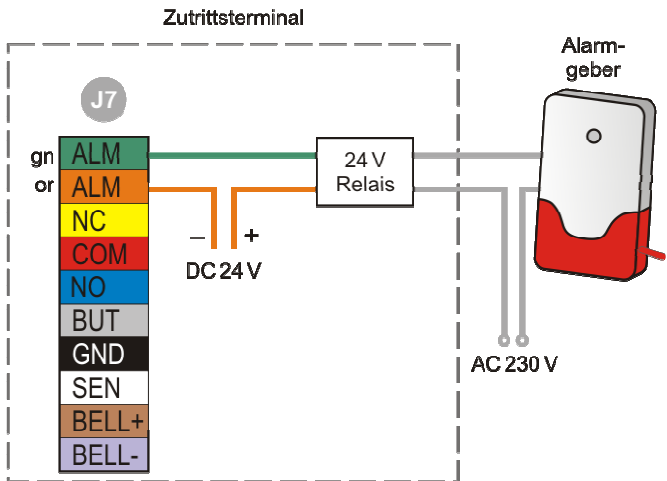 Zutrittsterminal
Alarm-
geber
J7
gn ALM
or ALM
NC
COM
NO
BUT
GND
SEN
BELL+
BELL-
24 V
Relais
– +
DC 24 V
AC 230 V